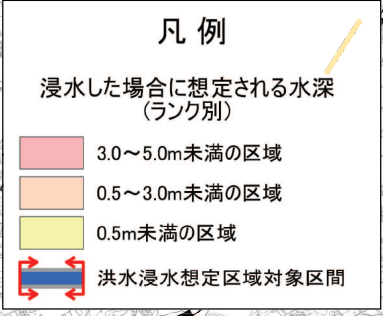 凡例
浸水した場合に想定される水深
(ランク別)
3.0～5.0m未満の区域
0.5～3.0m未満の区域
0.5m未満の区域
洪水浸水想定区域対象区間